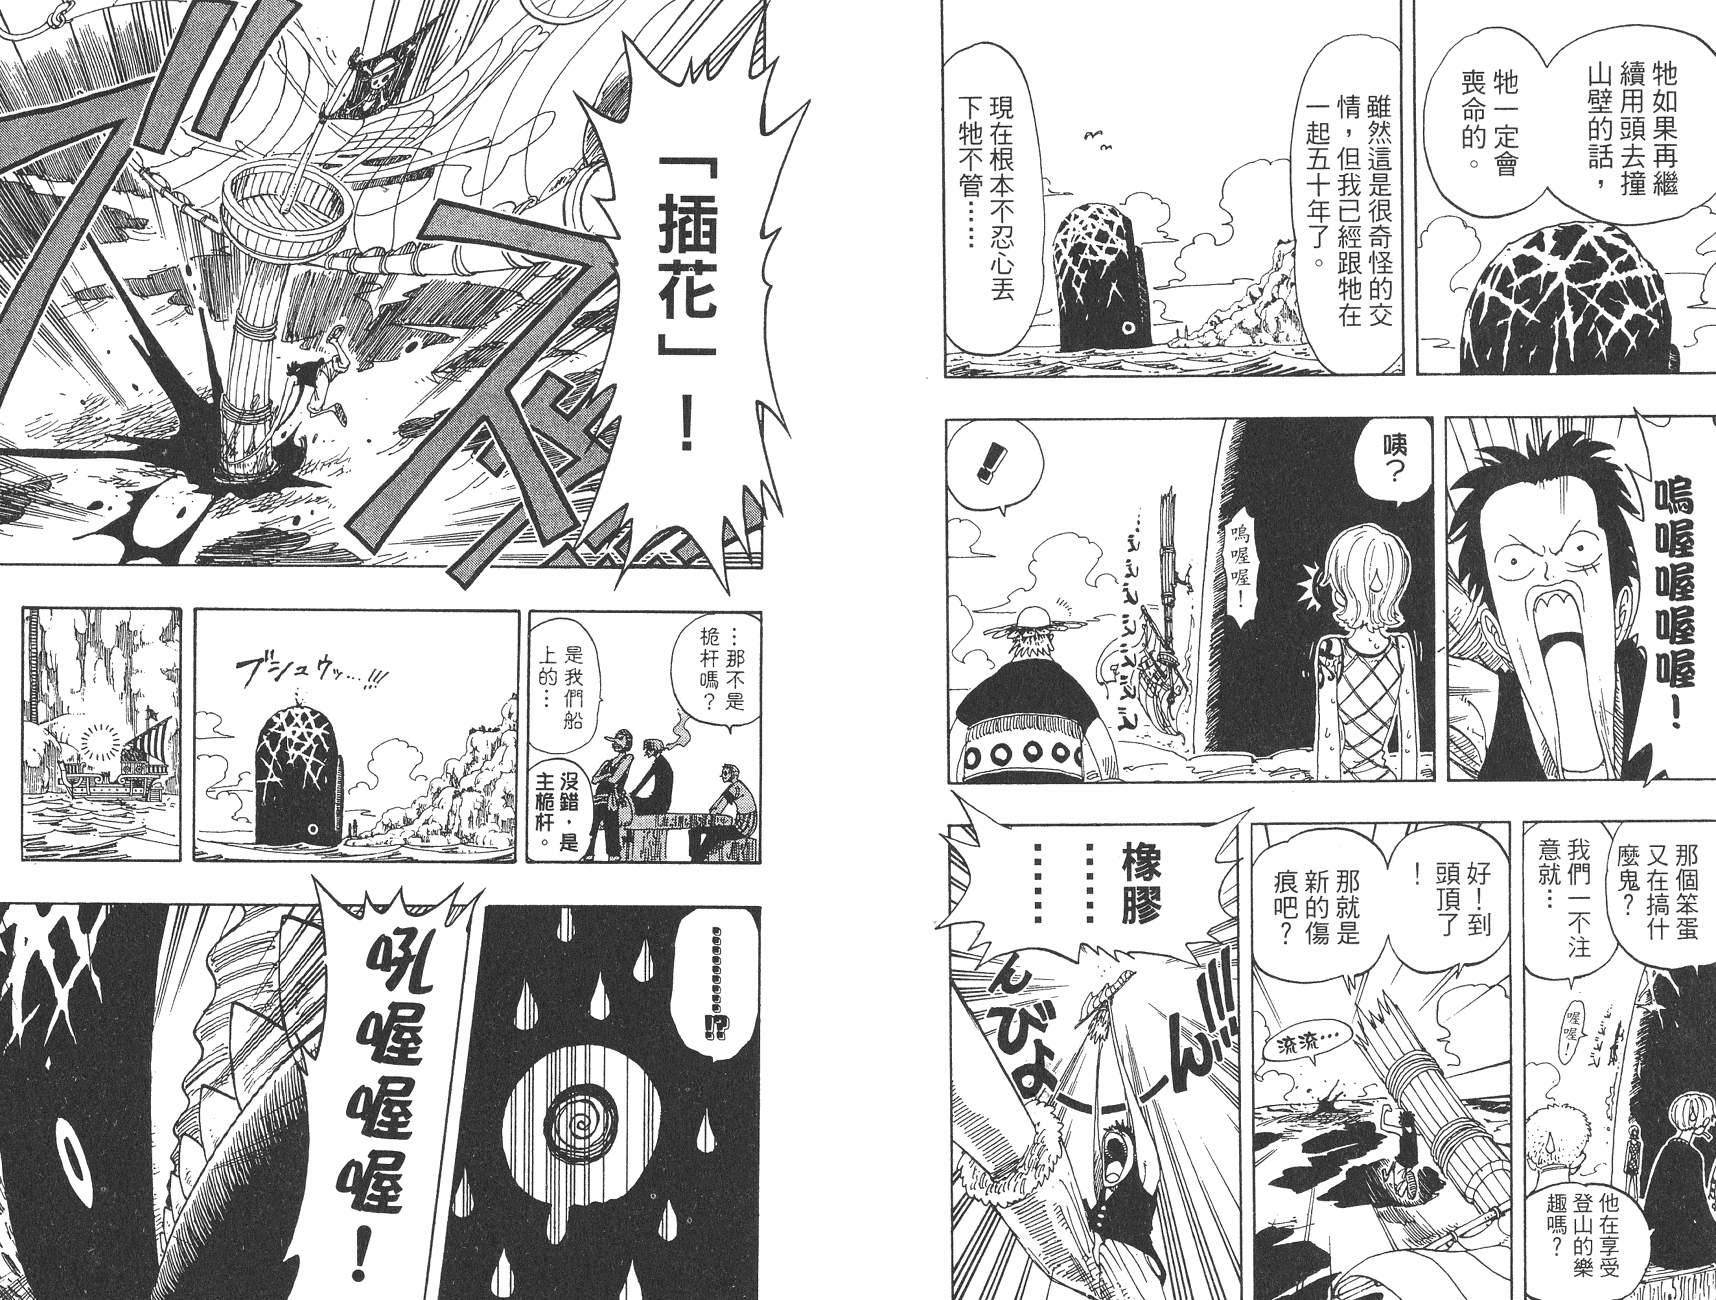 牠如果再繼
續用頭去撞
山壁的話，
牠一定會
喪命的。
雖然這是很奇怪的交
情，但我已經跟牠在
一起五十年了。
現在根本不忍心丟
下牠不管……
嗚喔喔喔喔！
咦？
嗚喔喔！
!
那個笨蛋
又在搞什
麼鬼？
我們一不注
意就…
喔喔！
他在享受
登山的樂
趣嗎？
好！到
頭頂了
！
那就是
新的傷
痕吧？
流流…
橡膠
…………
んびょーん!!!
「插花」！
…那不是
桅杆嗎？
是我們船
上的…
沒錯，是
主桅杆。
ブシュウッ…!!!
…………!?
吼喔喔喔！